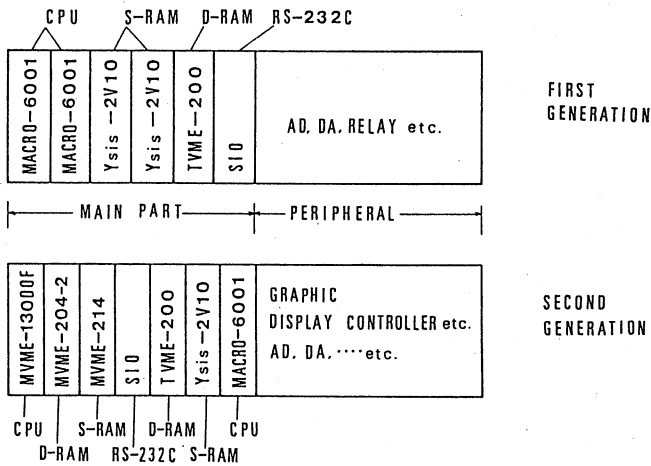 CPU S-RAM D-RAM RS-232C
MACRO-6001
MACRO-6001
Ysis-2V10
Ysis-2V10
TVME-200
SIO
AD, DA, RELAY etc.
FIRST
GENERATION
MAIN PART PERIPHERAL
MVME-13000F
MVME-204-2
MVME-214
SIO
TVME-200
Ysis-2V10
MACRO-6001
GRAPHIC
DISPLAY CONTROLLER etc.
AD, DA, ····etc.
SECOND
GENERATION
CPU S-RAM D-RAM CPU
D-RAM RS-232C S-RAM